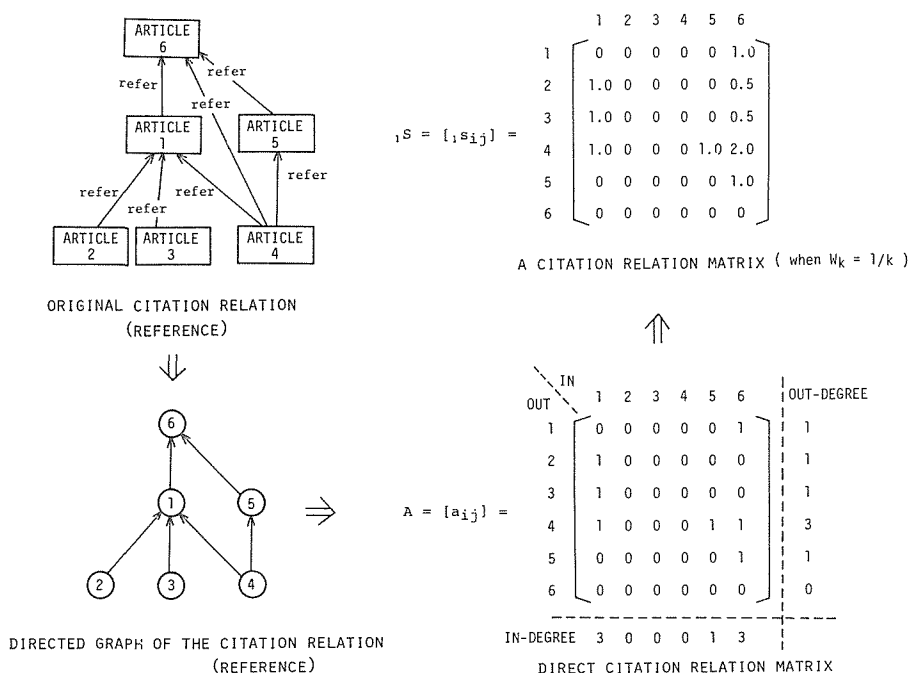 ARTICLE
6
refer
refer
refer
ARTICLE
1
ARTICLE
5
refer
refer
refer
refer
ARTICLE
2
ARTICLE
3
ARTICLE
4
ORIGINAL CITATION RELATION
(REFERENCE)
1 2 3 4 5 6
1 0 0 0 0 0 1.0
2 1.0 0 0 0 0 0.5
3 1.0 0 0 0 0 0.5
4 1.0 0 0 0 1.0 2.0
5 0 0 0 0 0 1.0
6 0 0 0 0 0 0
₁S = [₁sij] =
A CITATION RELATION MATRIX ( when Wk = 1/k )
6
1
5
2
3
4
DIRECTED GRAPH OF THE CITATION RELATION
(REFERENCE)
IN
OUT
1 2 3 4 5 6 OUT-DEGREE
1 0 0 0 0 0 1 1
2 1 0 0 0 0 0 1
3 1 0 0 0 0 0 1
A = [aij] =
4 1 0 0 0 1 1 3
5 0 0 0 0 0 1 1
6 0 0 0 0 0 0 0
IN-DEGREE 3 0 0 0 1 3
DIRECT CITATION RELATION MATRIX